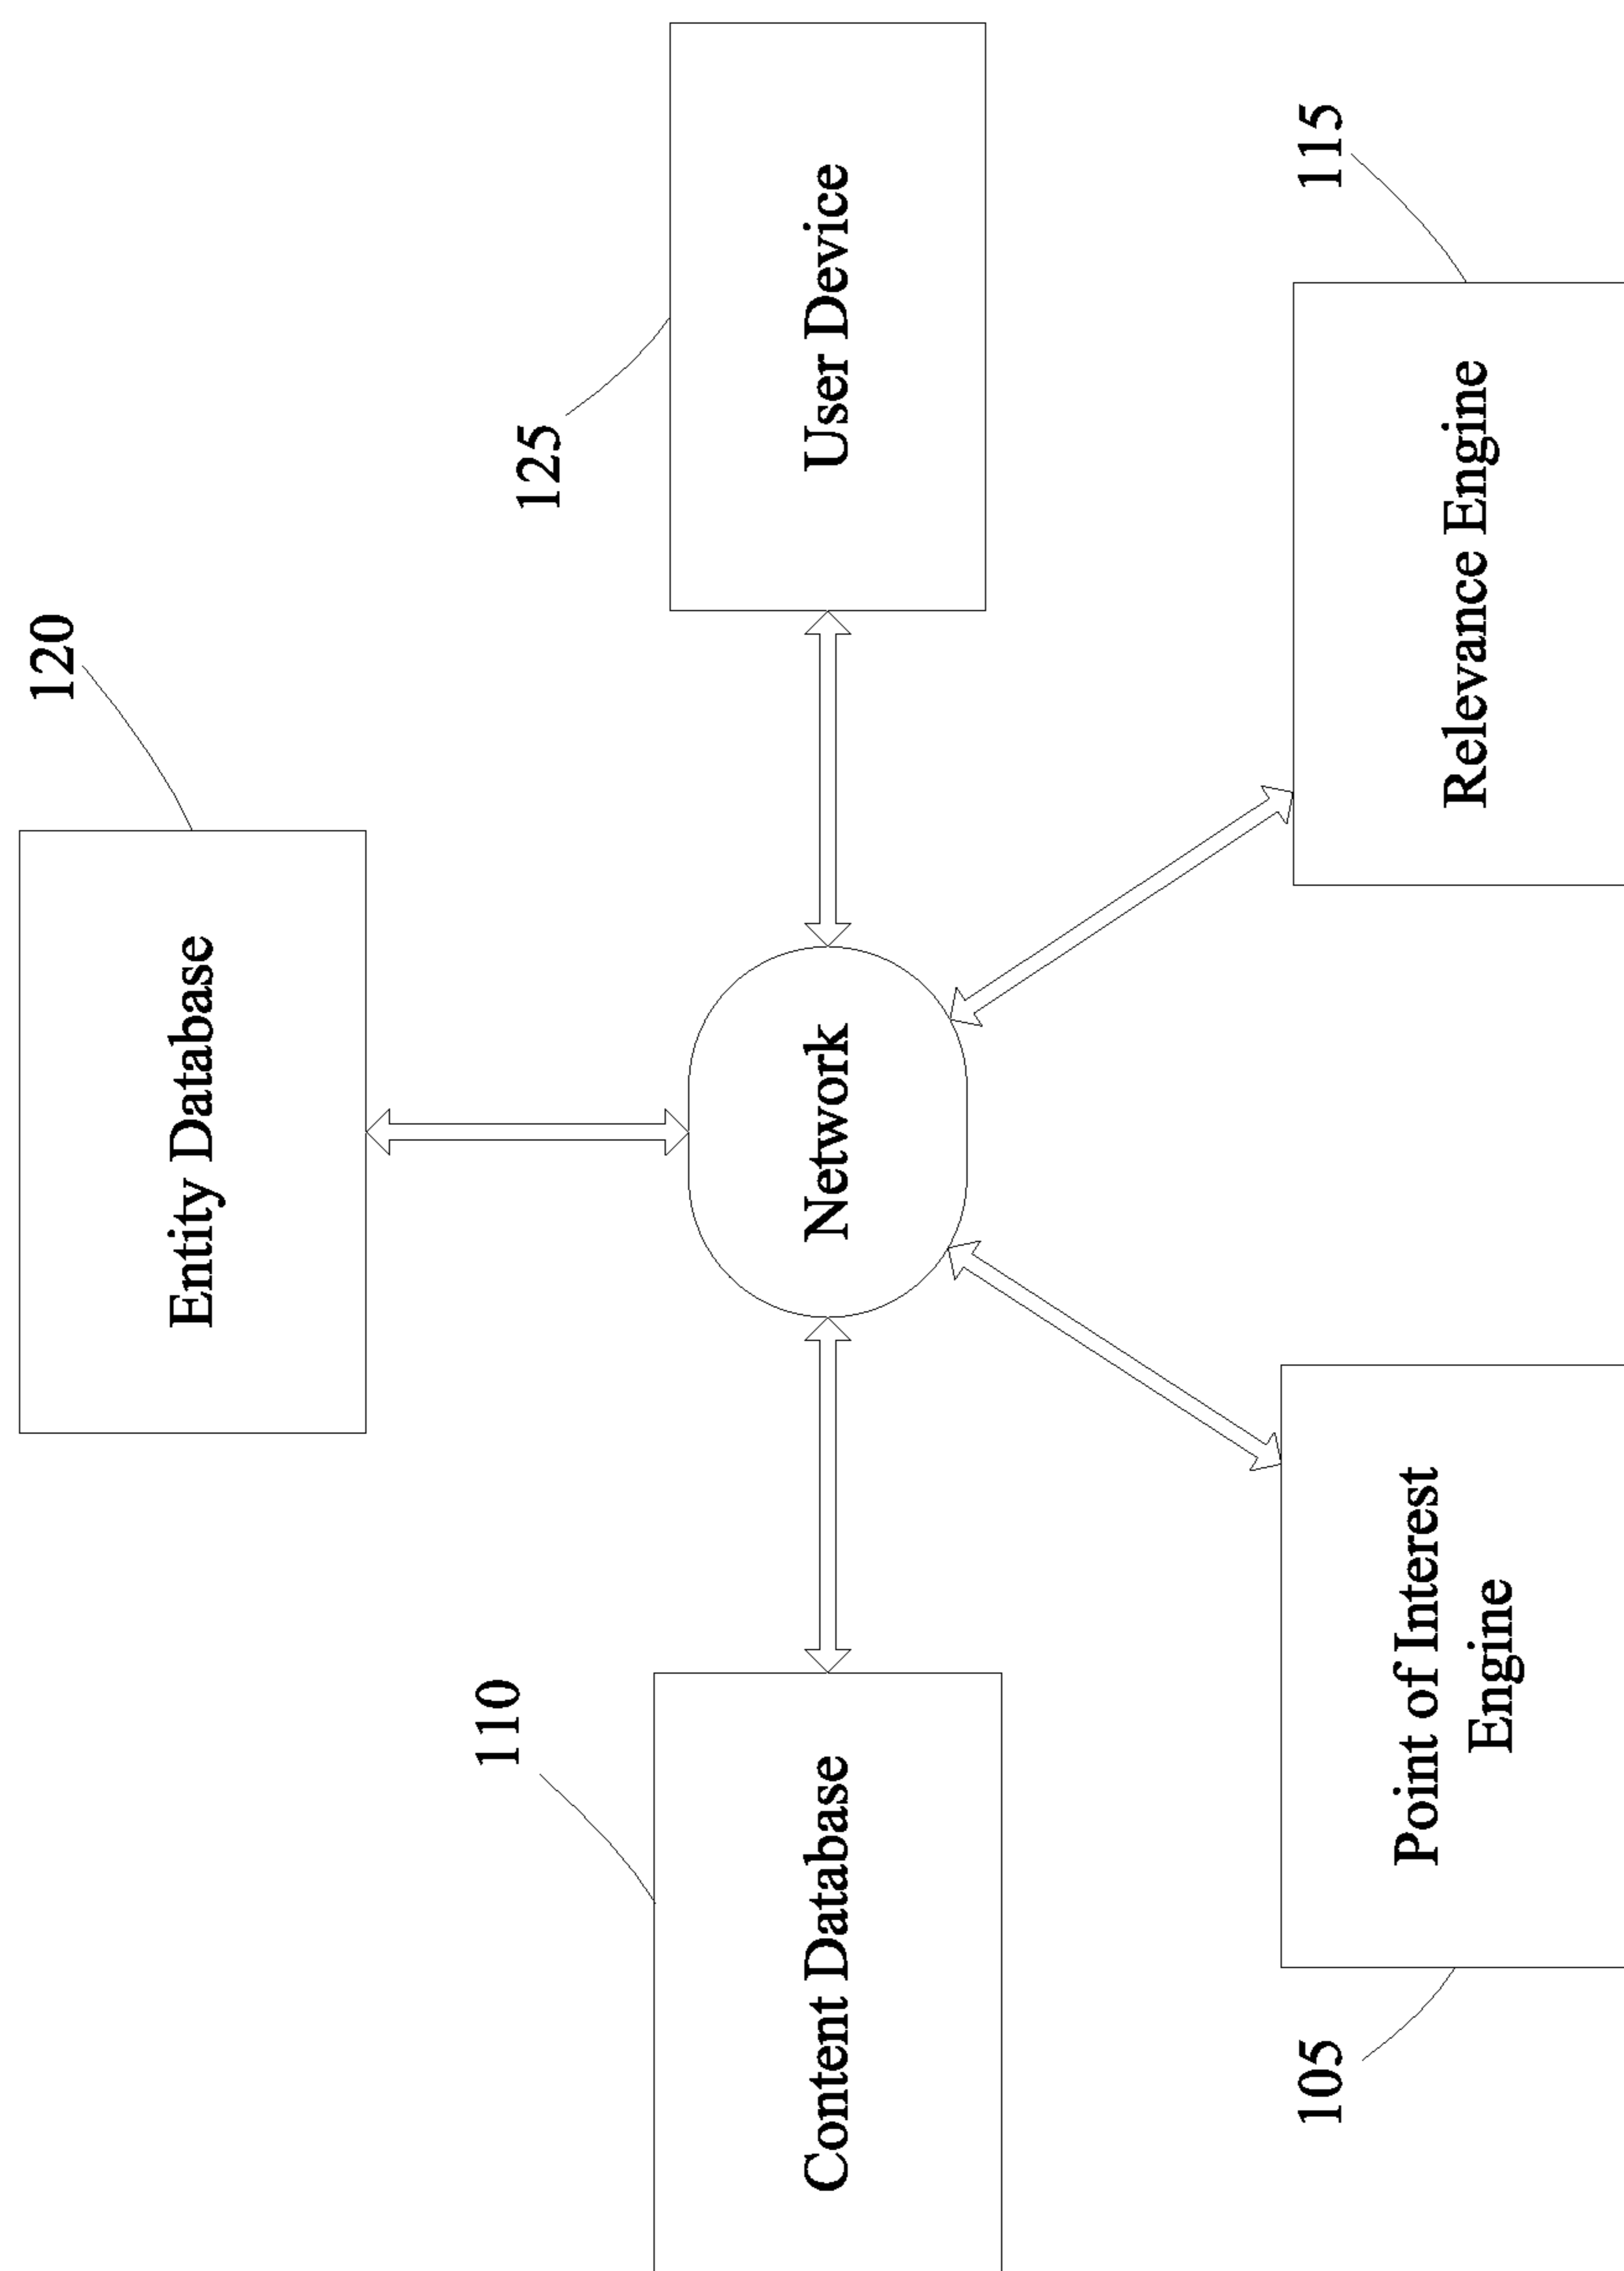 120
Entity Database
125
110
Content Database
Network
User Device
115
105
Point of Interest
Engine
Relevance Engine